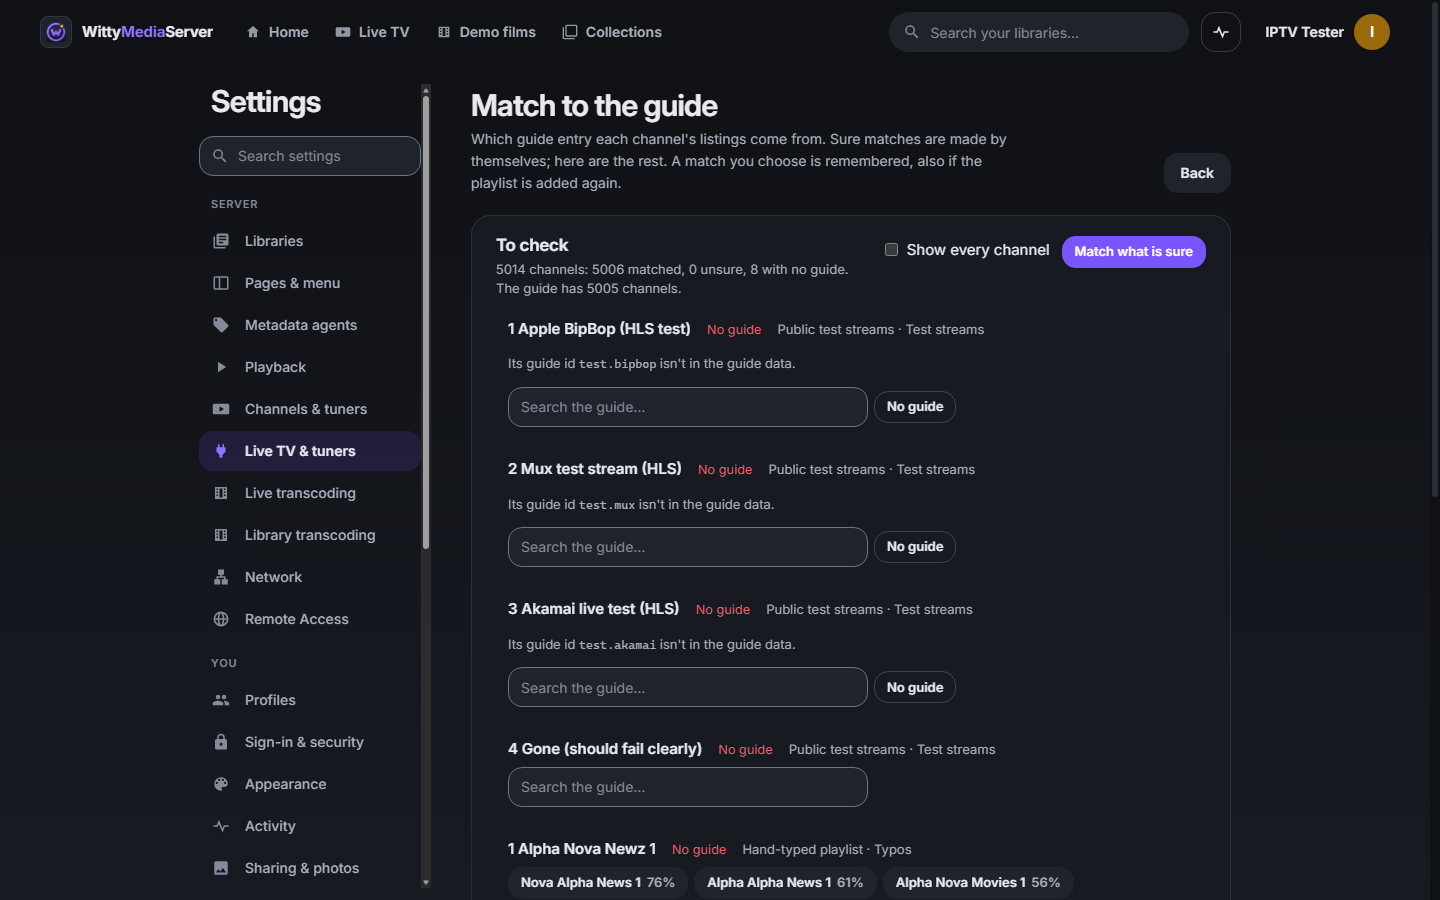 WittyMediaServer
Home
Live TV
Demo films
Collections
Search your libraries...
IPTV Tester
I
Settings
Search settings
SERVER
Libraries
Pages & menu
Metadata agents
Playback
Channels & tuners
Live TV & tuners
Live transcoding
Library transcoding
Network
Remote Access
YOU
Profiles
Sign-in & security
Appearance
Activity
Sharing & photos
Match to the guide
Which guide entry each channel's listings come from. Sure matches are made by
themselves; here are the rest. A match you choose is remembered, also if the
playlist is added again.
Back
To check
5014 channels: 5006 matched, 0 unsure, 8 with no guide.
The guide has 5005 channels.
Show every channel
Match what is sure
1 Apple BipBop (HLS test) No guide Public test streams · Test streams
Its guide id test.bipbop isn't in the guide data.
Search the guide... No guide
2 Mux test stream (HLS) No guide Public test streams · Test streams
Its guide id test.mux isn't in the guide data.
Search the guide... No guide
3 Akamai live test (HLS) No guide Public test streams · Test streams
Its guide id test.akamai isn't in the guide data.
Search the guide... No guide
4 Gone (should fail clearly) No guide Public test streams · Test streams
Search the guide...
1 Alpha Nova Newz 1 No guide Hand-typed playlist · Typos
Nova Alpha News 1 76% Alpha Alpha News 1 61% Alpha Nova Movies 1 56%